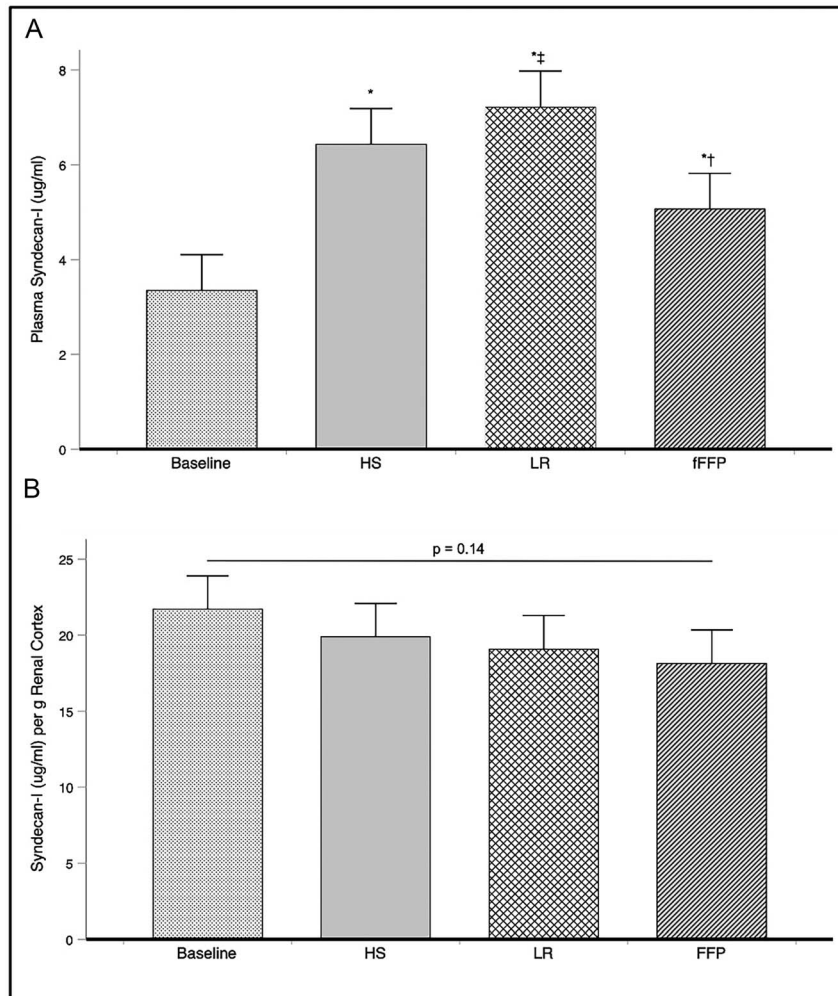 A
Plasma Syndecan-I (ug/ml)
8
6
4
2
0
*
*‡
*†
Baseline HS LR fFFP
B
Syndecan-I (ug/ml) per g Renal Cortex
25
20
15
10
5
0
p = 0.14
Baseline HS LR FFP